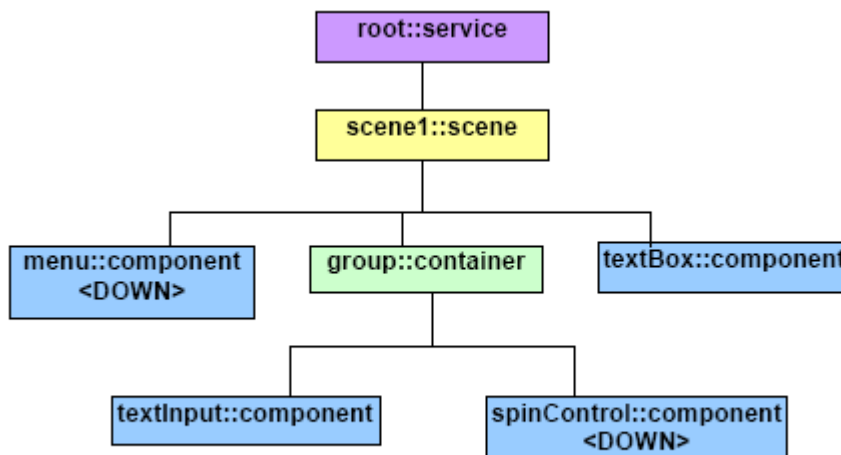 root::service
scene1::scene
menu::component
<DOWN>
group::container
textBox::component
textInput::component
spinControl::component
<DOWN>